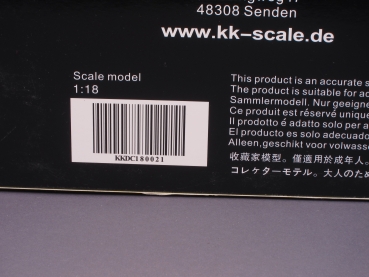 48308 Senden
www.kk-scale.de
Scale model
1:18
KKDC180021
This product is an accurate s
The product is suitable for ad
Sammlermodell. Nur geeigne
Ce produit est réservé unique
Il prodotto é adatto solo per a
El producto es solo adecuado
Alleen,geschikt voor volwass
收藏家模型。僅適用於成年人。
コレクターモデル。大人のため